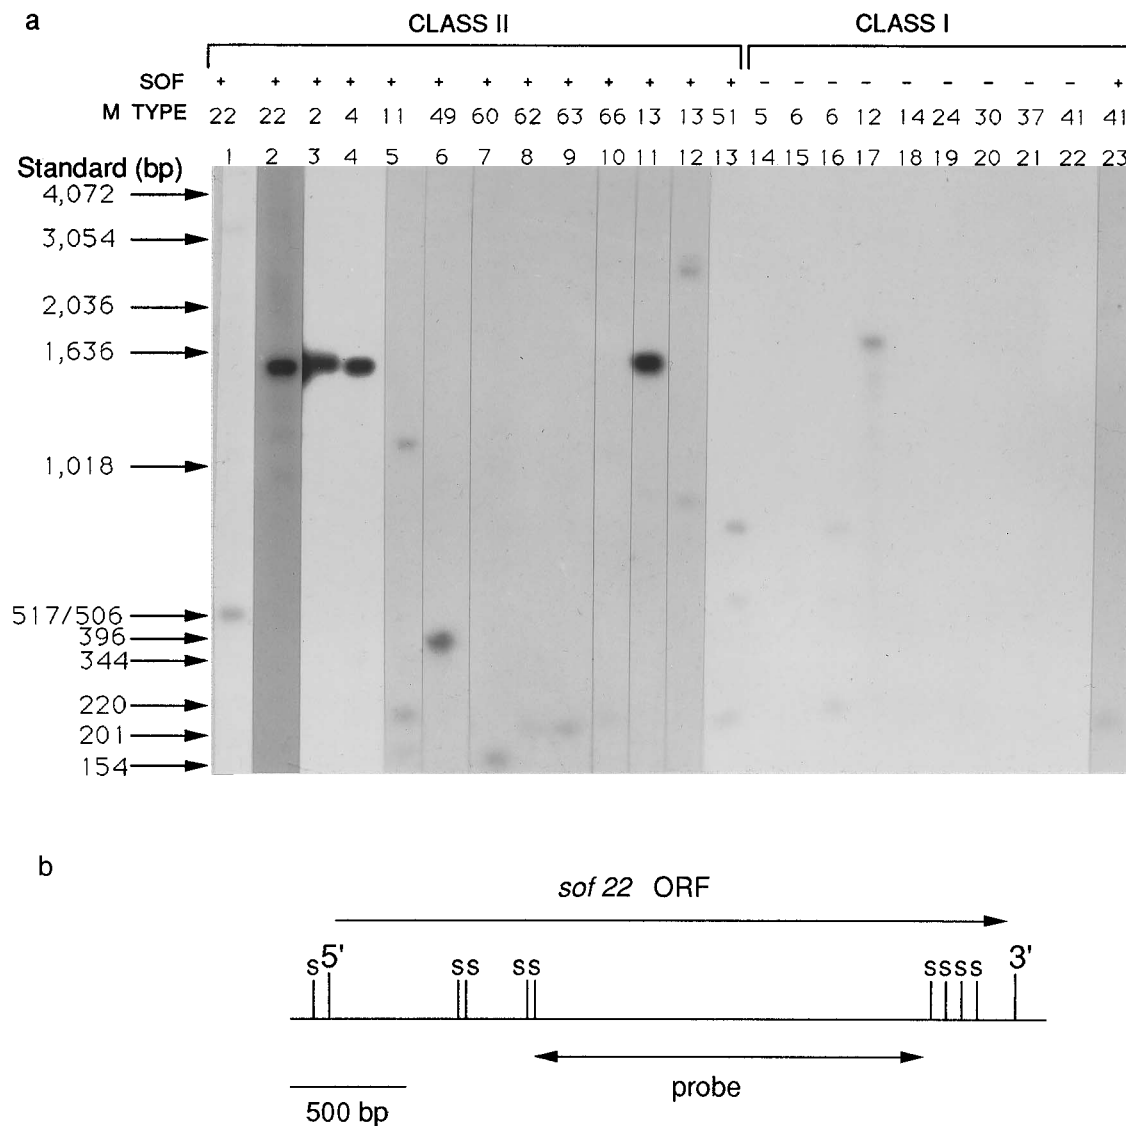 a
CLASS II CLASS I
SOF + + + + + + + + + + + + + – – – – – – – – – +
M TYPE 22 22 2 4 11 49 60 62 63 66 13 13 51 5 6 6 12 14 24 30 37 41 41
Standard (bp) 1 2 3 4 5 6 7 8 9 10 11 12 13 14 15 16 17 18 19 20 21 22 23
4,072
3,054
2,036
1,636
1,018
517/506
396
344
220
201
154
b
sof 22 ORF
s 5' s s s s s s s s 3'
probe
500 bp